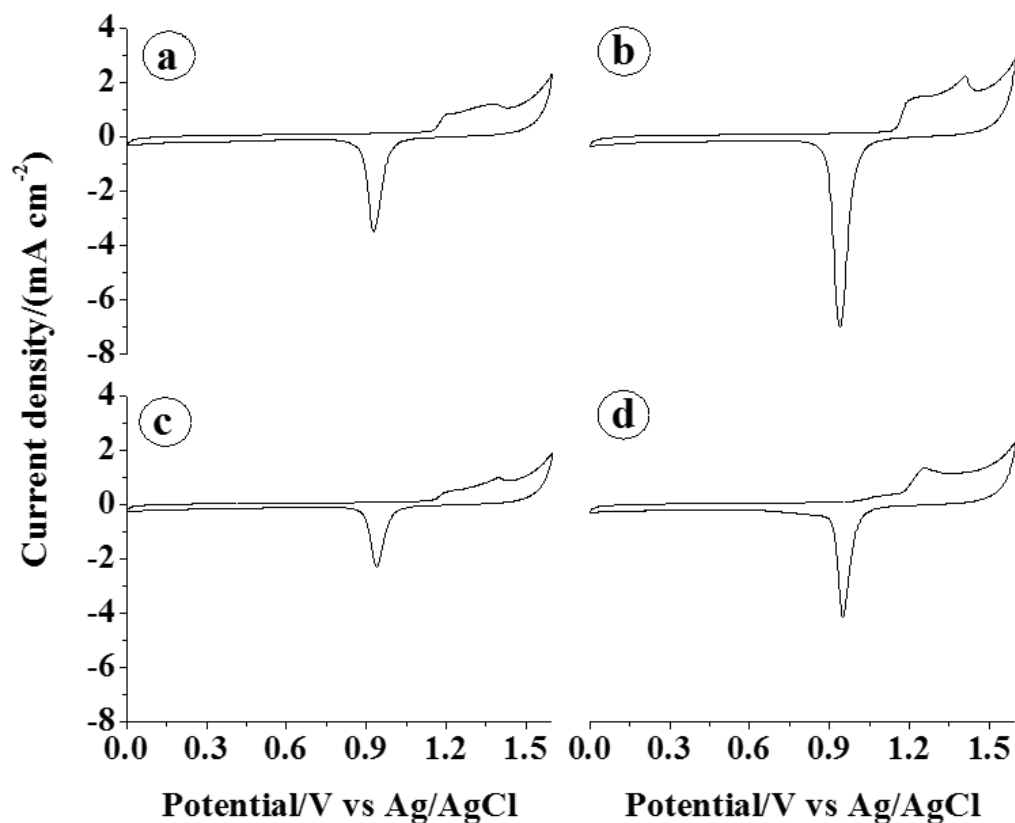 a
b
4
2
0
-2
-4
-6
-8
c
d
4
2
0
-2
-4
-6
-8
Current density/(mA cm-2)
0.0 0.3 0.6 0.9 1.2 1.5
0.0 0.3 0.6 0.9 1.2 1.5
Potential/V vs Ag/AgCl
Potential/V vs Ag/AgCl